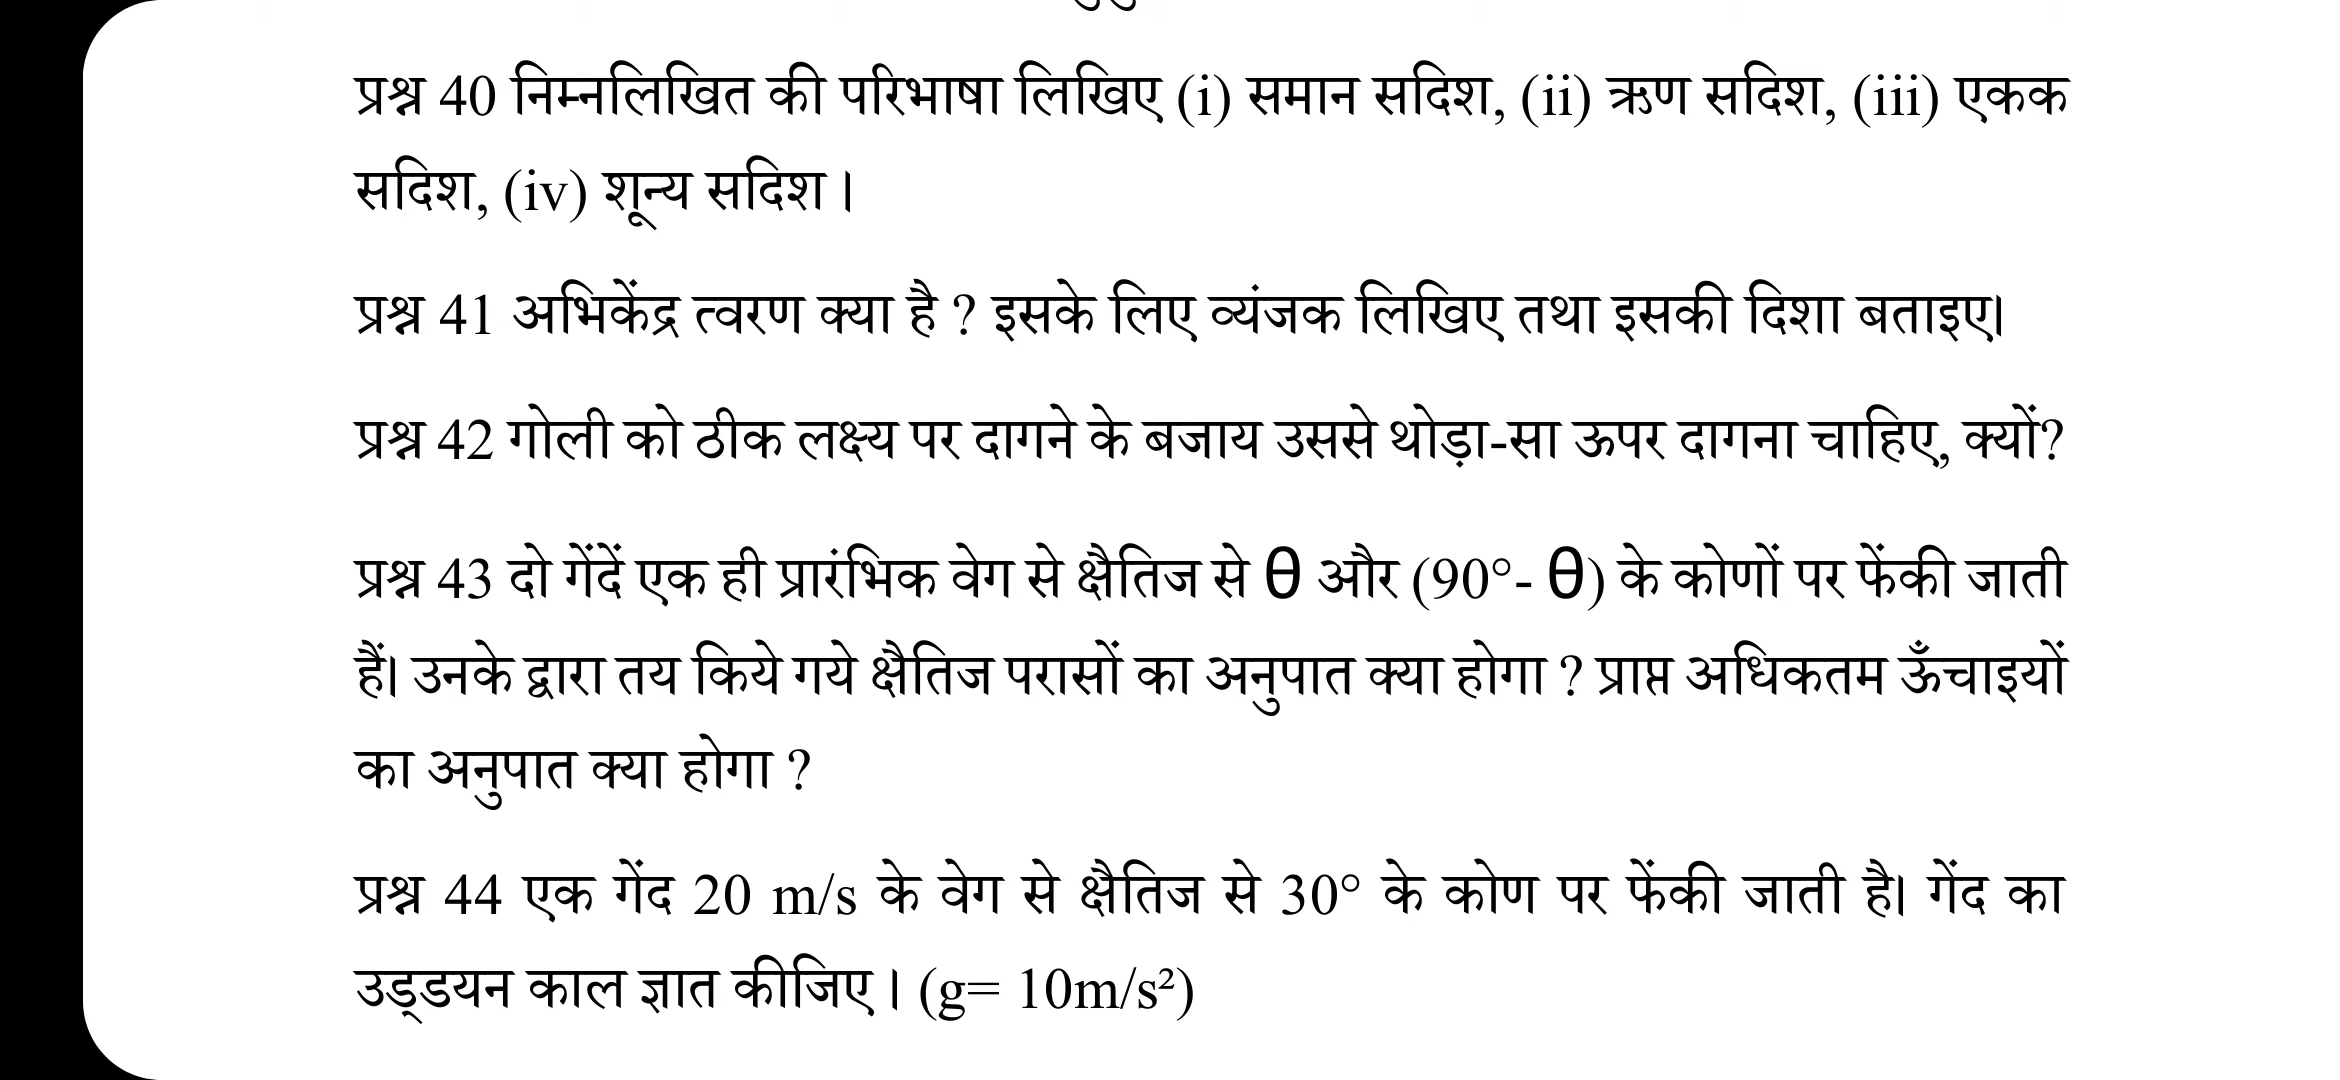 प्रश्न 40 निम्नलिखित की परिभाषा लिखिए (i) समान सदिश, (ii) ऋण सदिश, (iii) एकक
सदिश, (iv) शून्य सदिश।
प्रश्न 41 अभिकेंद्र त्वरण क्या है ? इसके लिए व्यंजक लिखिए तथा इसकी दिशा बताइए।
प्रश्न 42 गोली को ठीक लक्ष्य पर दागने के बजाय उससे थोड़ा-सा ऊपर दागना चाहिए, क्यों?
प्रश्न 43 दो गेंदें एक ही प्रारंभिक वेग से क्षैतिज से θ और (90°- θ) के कोणों पर फेंकी जाती
हैं। उनके द्वारा तय किये गये क्षैतिज परासों का अनुपात क्या होगा ? प्राप्त अधिकतम ऊँचाइयों
का अनुपात क्या होगा ?
प्रश्न 44 एक गेंद 20 m/s के वेग से क्षैतिज से 30° के कोण पर फेंकी जाती है। गेंद का
उड्डयन काल ज्ञात कीजिए। (g= 10m/s²)